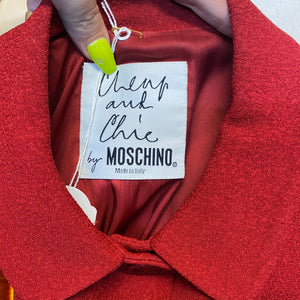 Cheap
and
Chic
by MOSCHINO®
Made in Italy